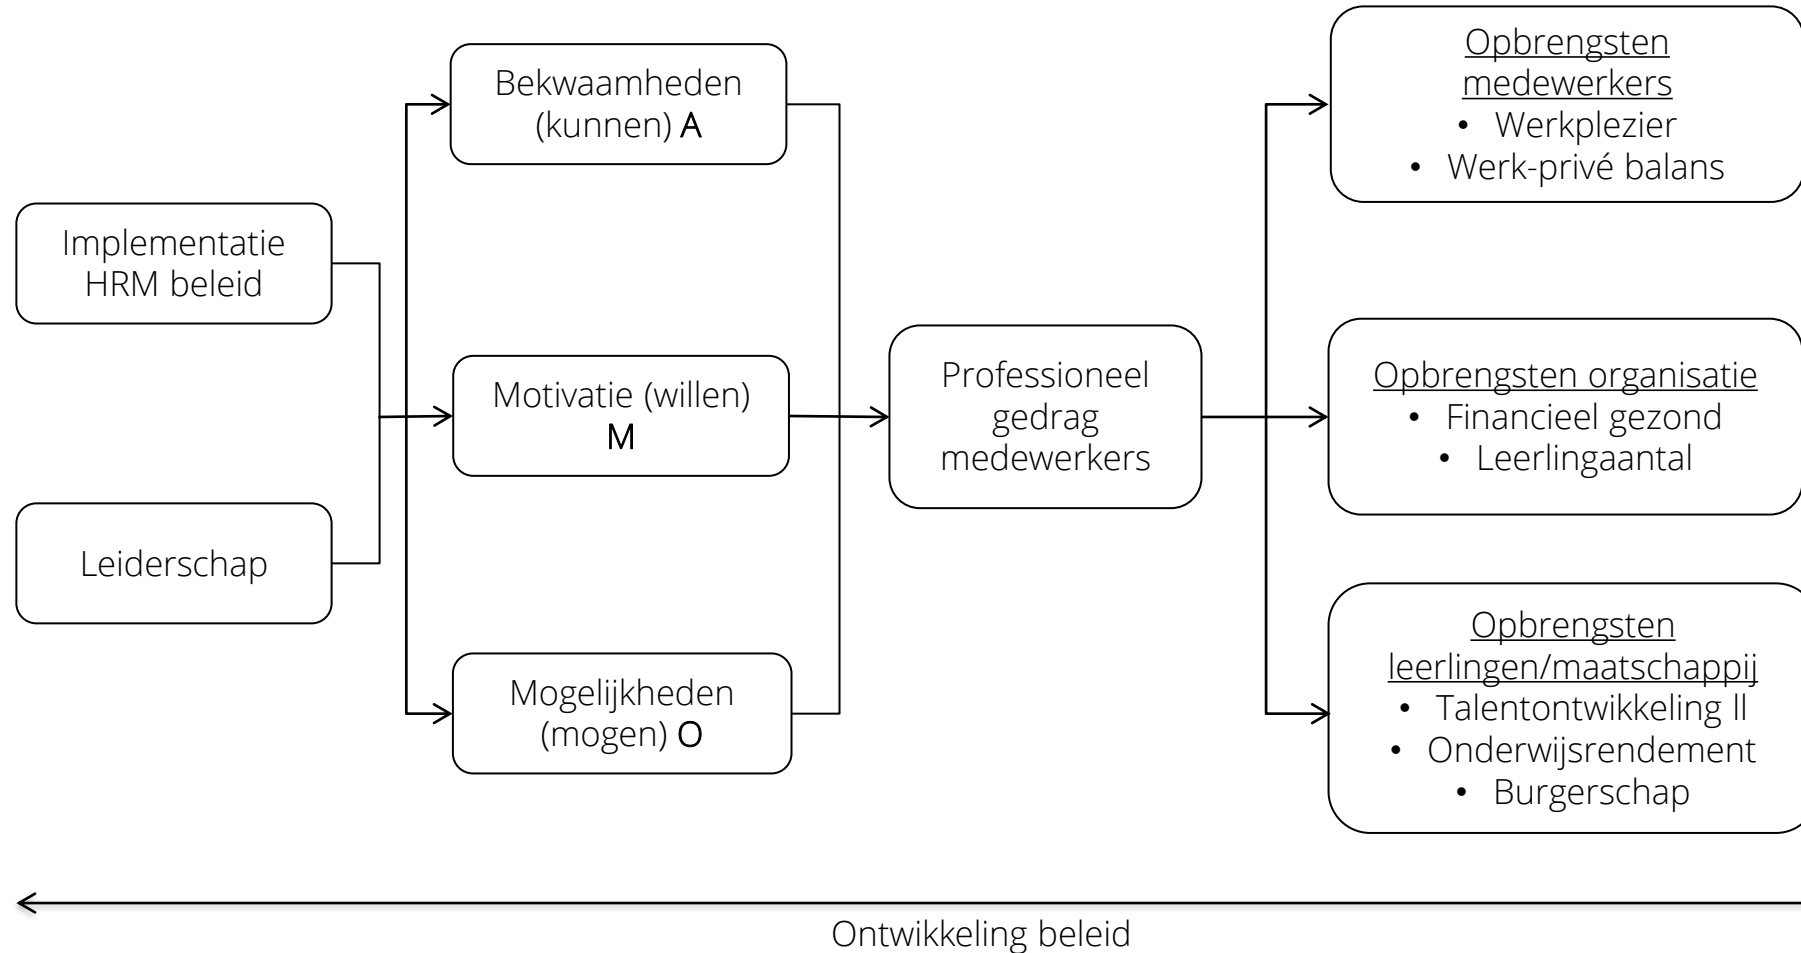 Implementatie
HRM beleid
Leiderschap
Bekwaamheden
(kunnen) A
Motivatie (willen)
M
Mogelijkheden
(mogen) O
Professioneel
gedrag
medewerkers
Opbrengsten
medewerkers
• Werkplezier
• Werk-privé balans
Opbrengsten organisatie
• Financieel gezond
• Leerlingaantal
Opbrengsten
leerlingen/maatschappij
• Talentontwikkeling ll
• Onderwijsrendement
• Burgerschap
Ontwikkeling beleid